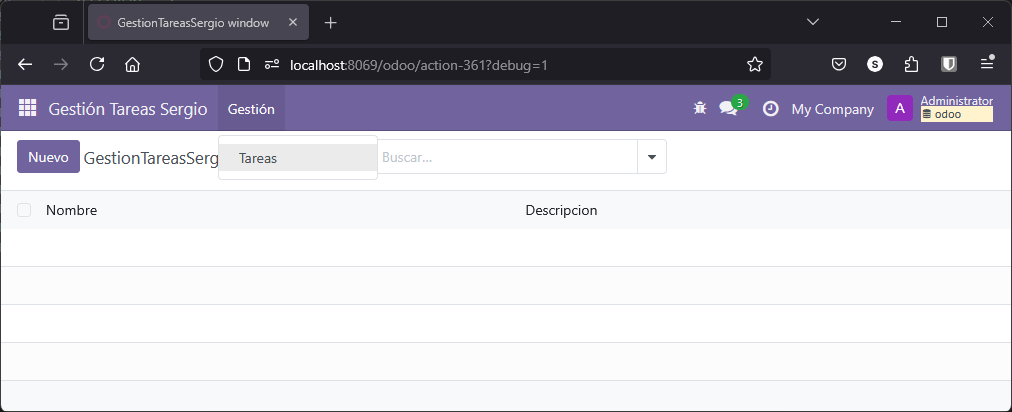 GestionTareasSergio window
localhost:8069/odoo/action-361?debug=1
S
Gestión Tareas Sergio
Gestión
3
My Company
A
Administrator
odoo
Nuevo
GestionTareasSerg
Tareas
Buscar...
Nombre
Descripcion